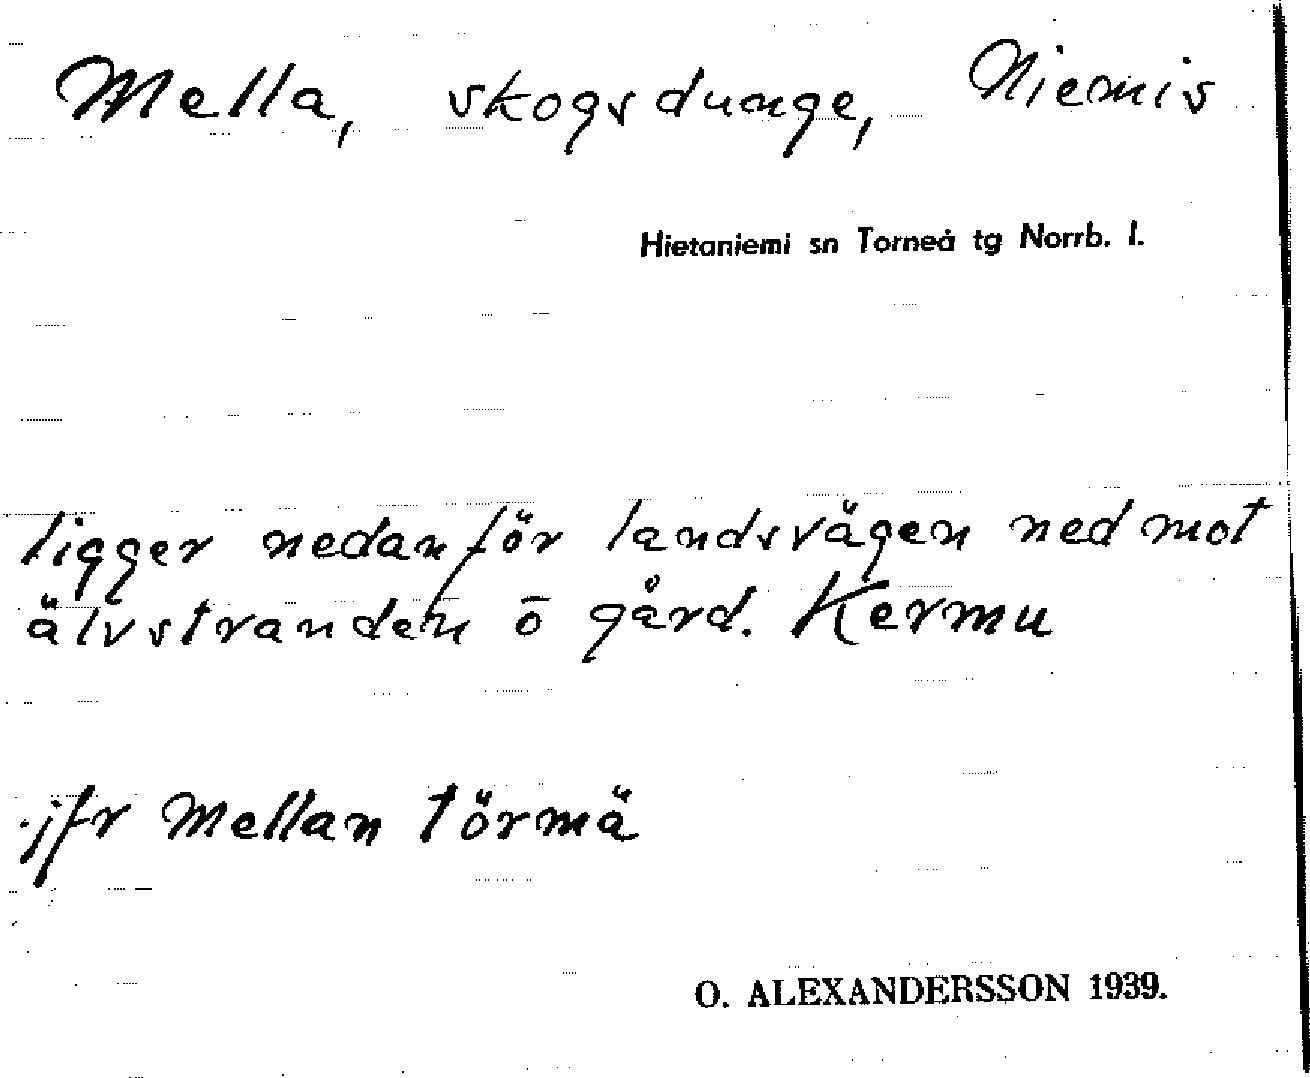 Mella, skogsdunge, Niemis
Hietaniemi sn Torneå tg Norrb. l.
ligger nedanför landsvägen ned mot
älvstranden ö gård. Kermu
jfr Mellan törmä
O. ALEXANDERSSON 1939.